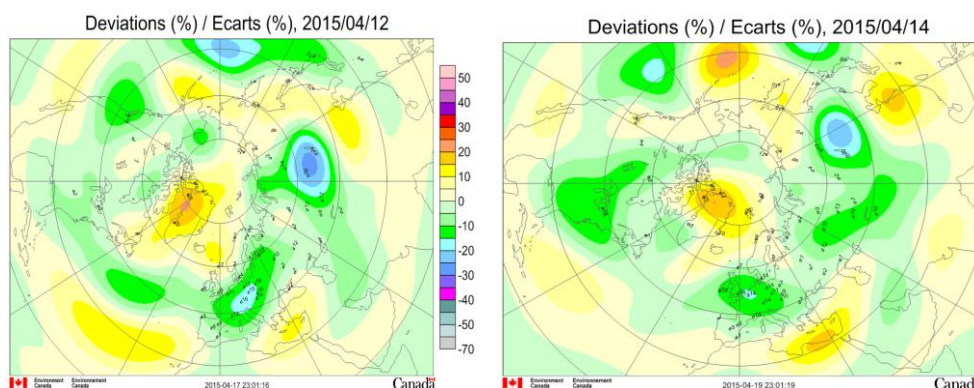 Deviations (%) / Ecarts (%), 2015/04/12
50
40
30
20
10
0
-10
-20
-30
-40
-50
-70
Environment Canada
Environnement Canada
2015-04-17 23:01:16
Canada
Deviations (%) / Ecarts (%), 2015/04/14
Environment Canada
Environnement Canada
2015-04-19 23:01:19
Canada